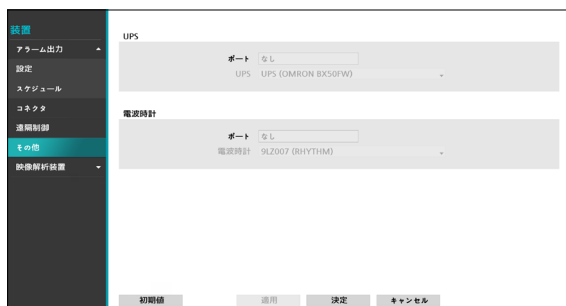 装置
アラーム出力
設定
スケジュール
コネクタ
遠隔制御
その他
映像解析装置
UPS
ポート なし
UPS UPS (OMRON BX50FW)
電波時計
ポート なし
電波時計 9LZ007 (RHYTHM)
初期値 適用 決定 キャンセル